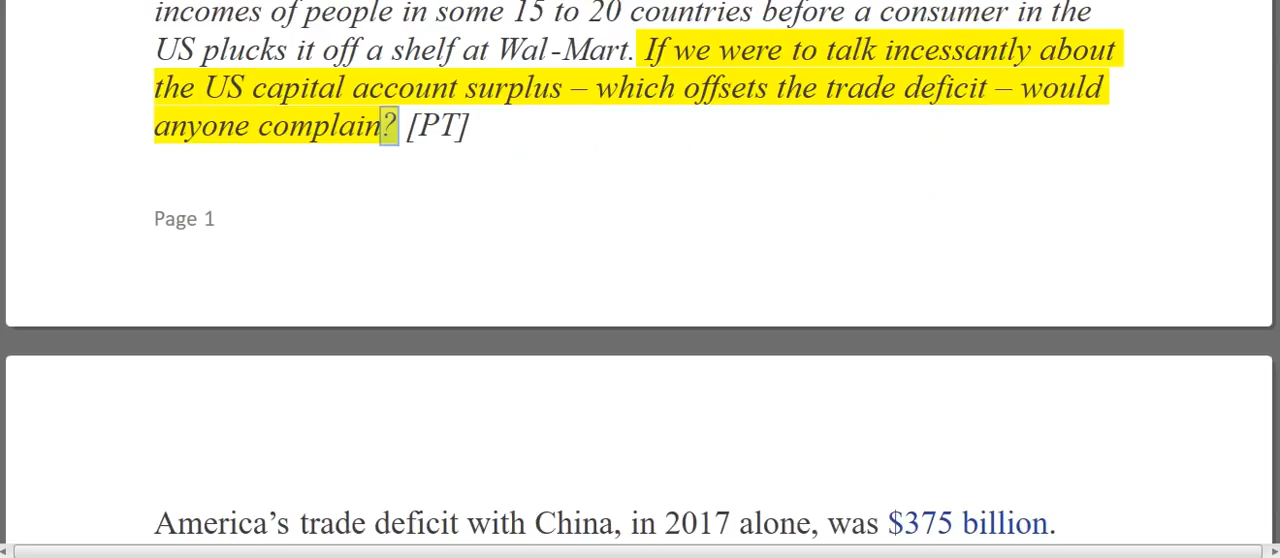 incomes of people in some 15 to 20 countries before a consumer in the
US plucks it off a shelf at Wal-Mart. If we were to talk incessantly about
the US capital account surplus – which offsets the trade deficit – would
anyone complain? [PT]
Page 1
America’s trade deficit with China, in 2017 alone, was $375 billion.